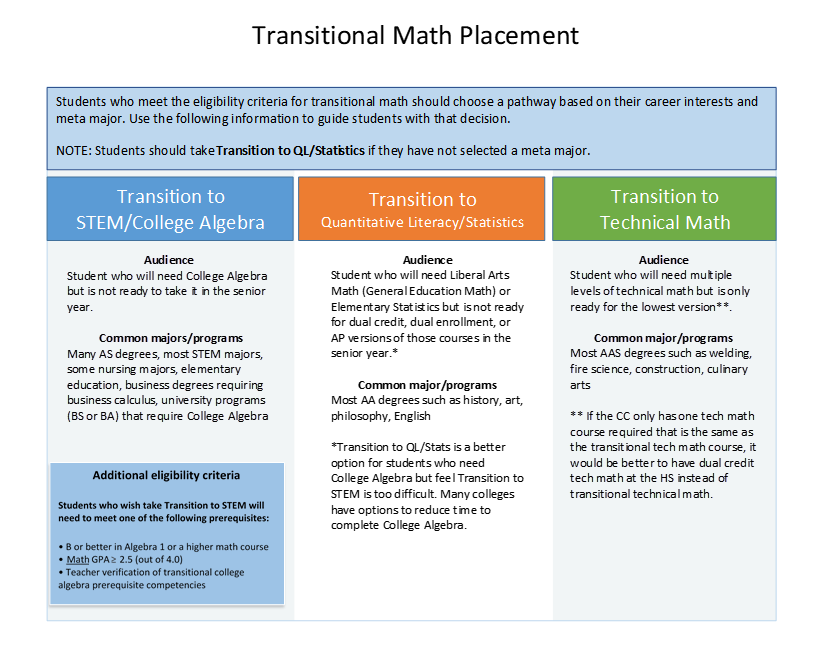 Transitional Math Placement
Students who meet the eligibility criteria for transitional math should choose a pathway based on their career interests and
meta major. Use the following information to guide students with that decision.
NOTE: Students should take Transition to QL/Statistics if they have not selected a meta major.
Transition to
STEM/College Algebra
Audience
Student who will need College Algebra
but is not ready to take it in the senior
year.
Common majors/programs
Many AS degrees, most STEM majors,
some nursing majors, elementary
education, business degrees requiring
business calculus, university programs
(BS or BA) that require College Algebra
Additional eligibility criteria
Students who wish take Transition to STEM will
need to meet one of the following prerequisites:
• B or better in Algebra 1 or a higher math course
• Math GPA ≥ 2.5 (out of 4.0)
• Teacher verification of transitional college
algebra prerequisite competencies
Transition to
Quantitative Literacy/Statistics
Audience
Student who will need Liberal Arts
Math (General Education Math) or
Elementary Statistics but is not ready
for dual credit, dual enrollment, or
AP versions of those courses in the
senior year.*
Common major/programs
Most AA degrees such as history, art,
philosophy, English
*Transition to QL/Stats is a better
option for students who need
College Algebra but feel Transition to
STEM is too difficult. Many colleges
have options to reduce time to
complete College Algebra.
Transition to
Technical Math
Audience
Student who will need multiple
levels of technical math but is only
ready for the lowest version**.
Common major/programs
Most AAS degrees such as welding,
fire science, construction, culinary
arts
** If the CC only has one tech math
course required that is the same as
the transitional tech math course, it
would be better to have dual credit
tech math at the HS instead of
transitional technical math.